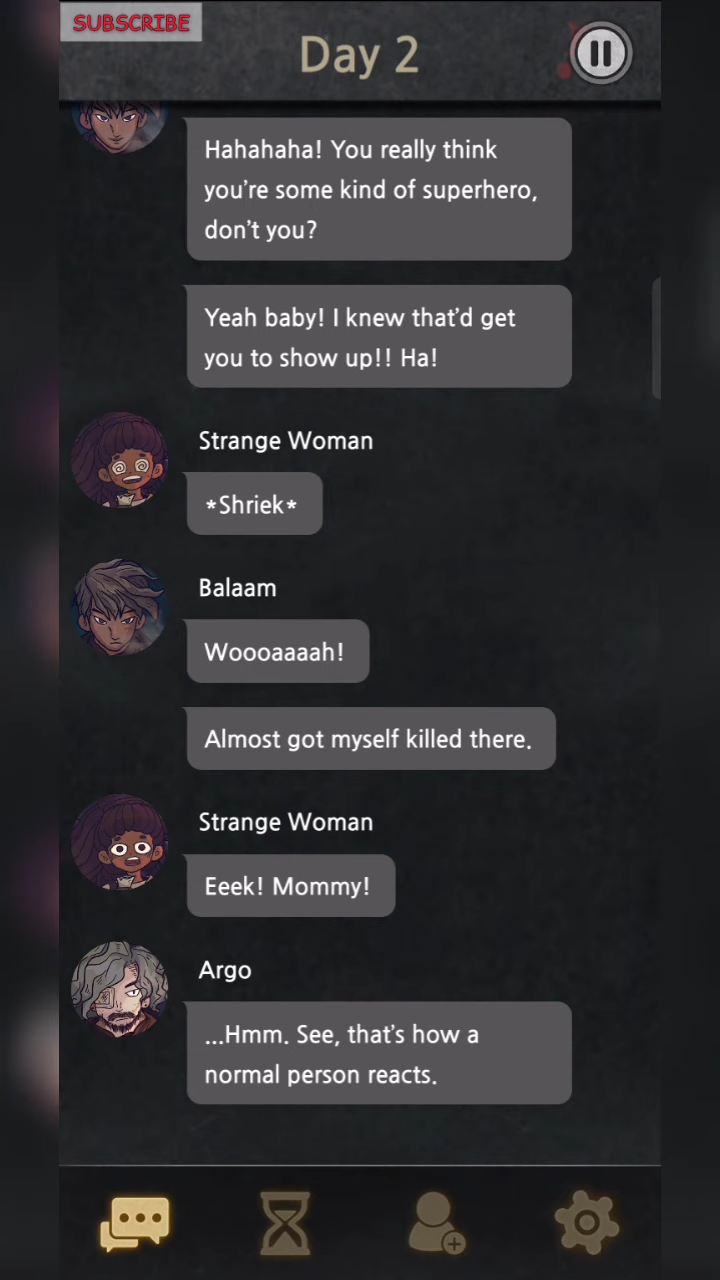 SUBSCRIBE
Day 2
Hahahaha! You really think
you're some kind of superhero,
don't you?
Yeah baby! I knew that'd get
you to show up!! Ha!
Strange Woman
*Shriek*
Balaam
Woooaaaah!
Almost got myself killed there.
Strange Woman
Eeek! Mommy!
Argo
...Hmm. See, that's how a
normal person reacts.